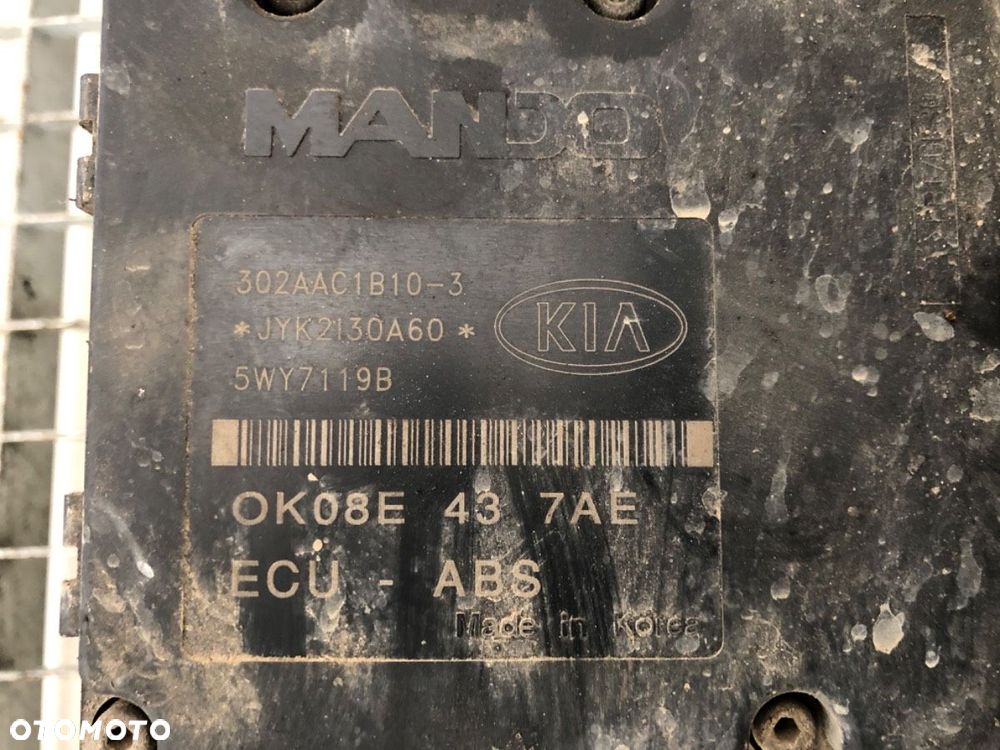 MANDO
302AAC1B10-3
*JYK2130A60*
KIA
5WY7119B
OK08E 43 7AE
ECU - ABS
Made in Korea
OTOMOTO